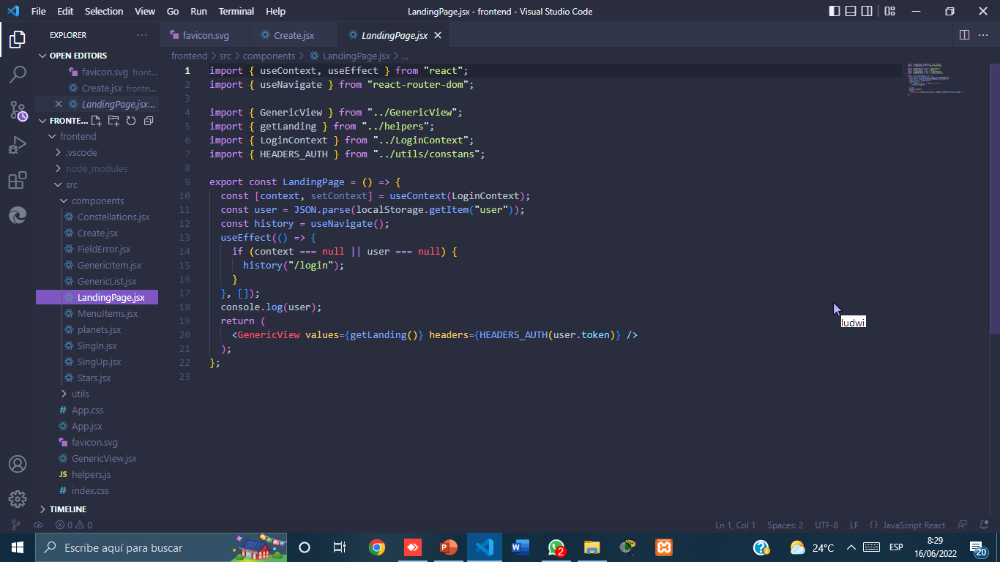 File Edit Selection View Go Run Terminal Help LandingPage.jsx - frontend - Visual Studio Code
EXPLORER
OPEN EDITORS
favicon.svg front...
Create.jsx fronte...
LandingPage.jsx...
FRONTE...
frontend
.vscode
node_modules
src
components
Constellations.jsx
Create.jsx
FieldError.jsx
GenericItem.jsx
GenericList.jsx
LandingPage.jsx
MenuItems.jsx
planets.jsx
SingIn.jsx
SingUp.jsx
Stars.jsx
utils
App.css
App.jsx
favicon.svg
GenericView.jsx
JS helpers.js
# index.css
TIMELINE
favicon.svg Create.jsx LandingPage.jsx
frontend > src > components > LandingPage.jsx > ...
1 import { useContext, useEffect } from "react";
2 import { useNavigate } from "react-router-dom";
3
4 import { GenericView } from "../GenericView";
5 import { getLanding } from "../helpers";
6 import { LoginContext } from "../LoginContext";
7 import { HEADERS_AUTH } from "../utils/constans";
8
9 export const LandingPage = () => {
10 const [context, setContext] = useContext(LoginContext);
11 const user = JSON.parse(localStorage.getItem("user"));
12 const history = useNavigate();
13 useEffect(() => {
14 if (context === null || user === null) {
15 history("/login");
16 }
17 }, []);
18 console.log(user);
19 return (
20 <GenericView values={getLanding()} headers={HEADERS_AUTH(user.token)} />
21 );
22 };
23
ludwi
0 0 Ln 1, Col 1 Spaces: 2 UTF-8 LF {} JavaScript React
Escribe aquí para buscar 2 24°C ESP 8:29
16/06/2022 20